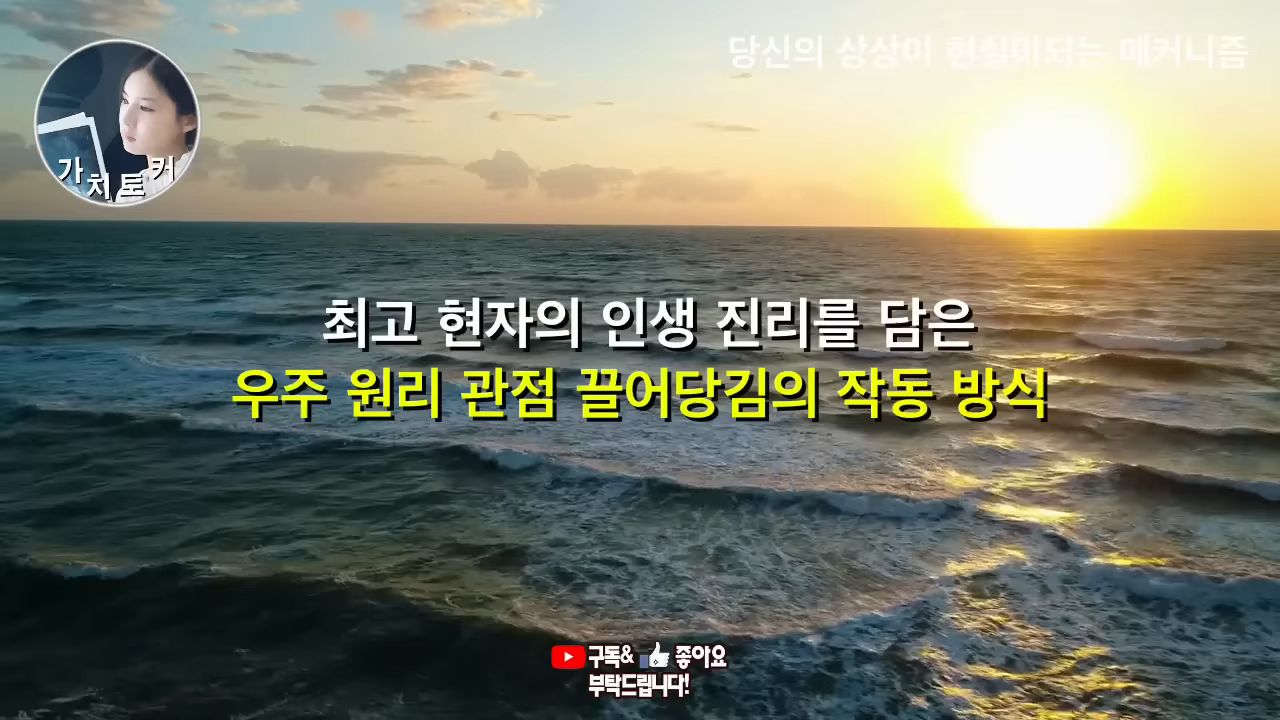 당신의 상상이 현실이되는 메커니즘
가치토커
최고 현자의 인생 진리를 담은
우주 원리 관점 끌어당김의 작동 방식
구독& 좋아요
부탁드립니다!